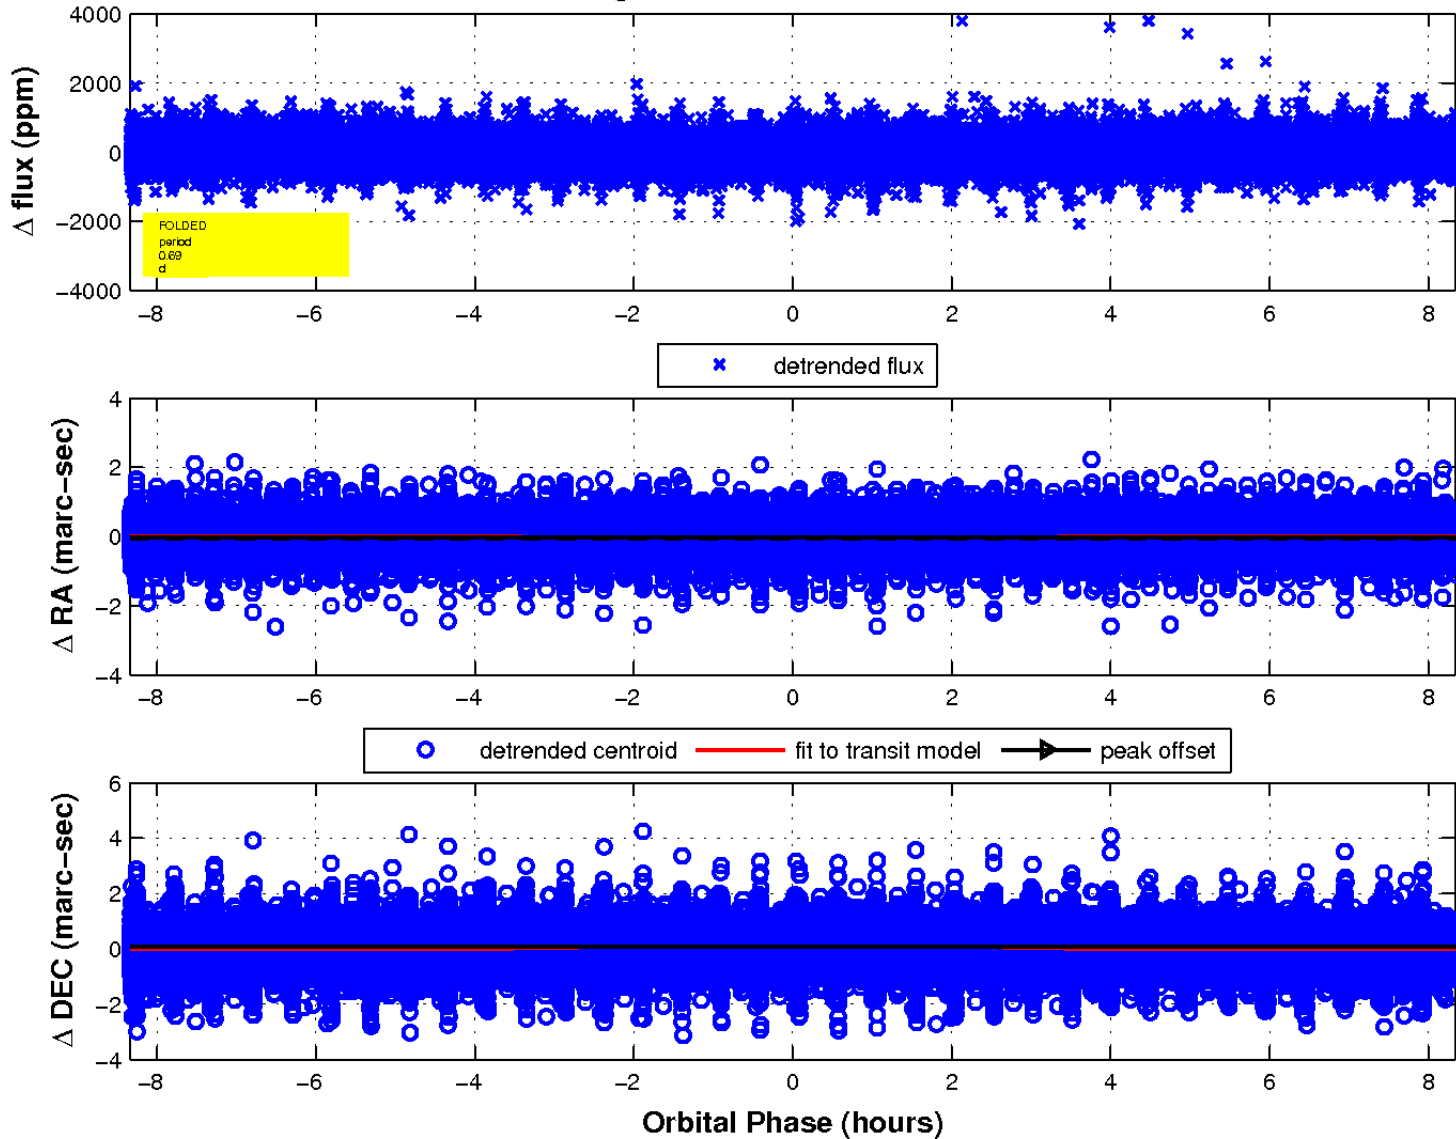 4000
2000
0
−2000
−4000
Δ flux (ppm)
FOLDED
period
0.69
d
−8 −6 −4 −2 0 2 4 6 8
detrended flux
4
2
0
−2
−4
Δ RA (marc−sec)
−8 −6 −4 −2 0 2 4 6 8
detrended centroid fit to transit model peak offset
6
4
2
0
−2
−4
Δ DEC (marc−sec)
−8 −6 −4 −2 0 2 4 6 8
Orbital Phase (hours)